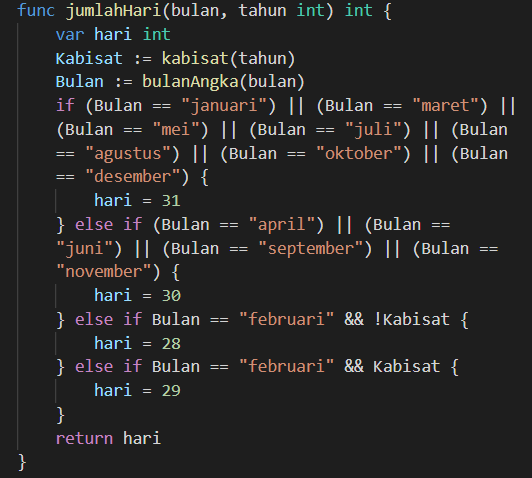 func jumlahHari(bulan, tahun int) int {
var hari int
Kabisat := kabisat(tahun)
Bulan := bulanAngka(bulan)
if (Bulan == "januari") || (Bulan == "maret") ||
(Bulan == "mei") || (Bulan == "juli") || (Bulan
== "agustus") || (Bulan == "oktober") || (Bulan
== "desember") {
hari = 31
} else if (Bulan == "april") || (Bulan ==
"juni") || (Bulan == "september") || (Bulan ==
"november") {
hari = 30
} else if Bulan == "februari" && !Kabisat {
hari = 28
} else if Bulan == "februari" && Kabisat {
hari = 29
}
return hari
}